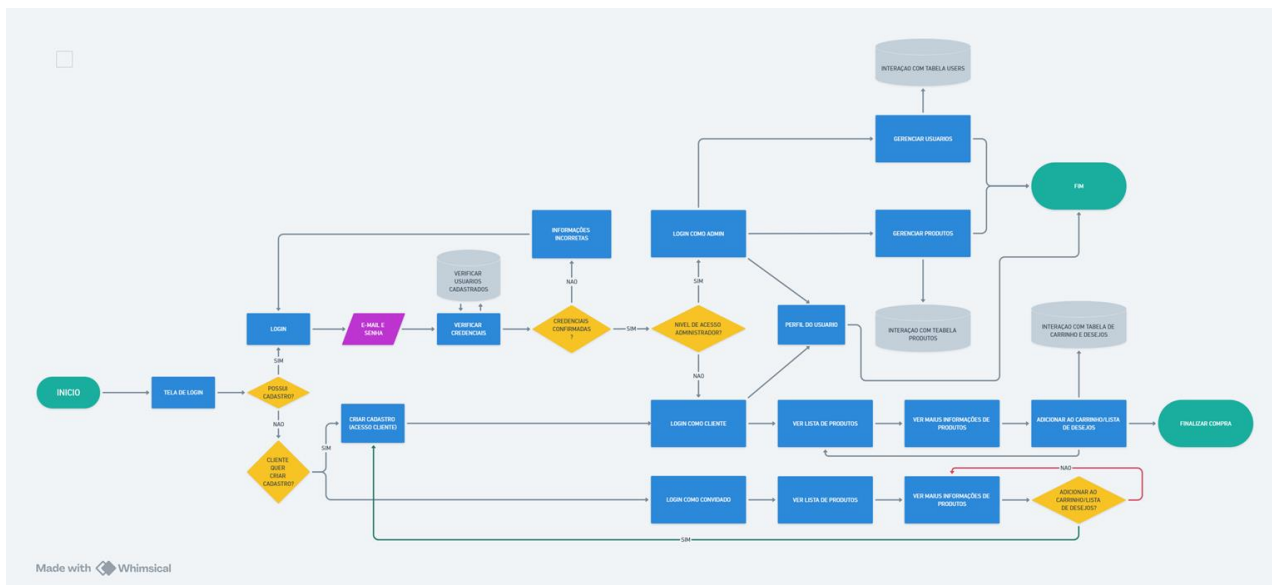 INTERAÇAO COM TABELA USERS
GERENCIAR USUARIOS
FIM
INFORMAÇÕES
INCORRETAS
LOGIN COMO ADMIN
GERENCIAR PRODUTOS
VERIFICAR
USUARIOS
CADASTRADOS
NAO
SIM
LOGIN
E-MAIL E
SENHA
VERIFICAR
CREDENCIAIS
CREDENCIAIS
CONFIRMADAS
?
SIM
NIVEL DE ACESSO
ADMINISTRADOR?
PERFIL DO USUARIO
INTERAÇAO COM TEABELA
PRODUTOS
INTERAÇAO COM TABELA DE
CARRINHO E DESEJOS
SIM
NAO
INICIO
TELA DE LOGIN
POSSUI
CADASTRO?
NAO
CRIAR CADASTRO
(ACESSO CLIENTE)
LOGIN COMO CLIENTE
VER LISTA DE PRODUTOS
VER MAIUS INFORMAÇÕES DE
PRODUTOS
ADICIONAR AO CARRINHO/LISTA
DE DESEJOS
FINALIZAR COMPRA
SIM
CLIENTE
QUER
CRIAR
CADASTRO?
LOGIN COMO CONVIDADO
VER LISTA DE PRODUTOS
VER MAIUS INFORMAÇÕES DE
PRODUTOS
NAO
ADICIONAR AO
CARRINHO/LISTA
DE DESEJOS?
SIM
Made with Whimsical